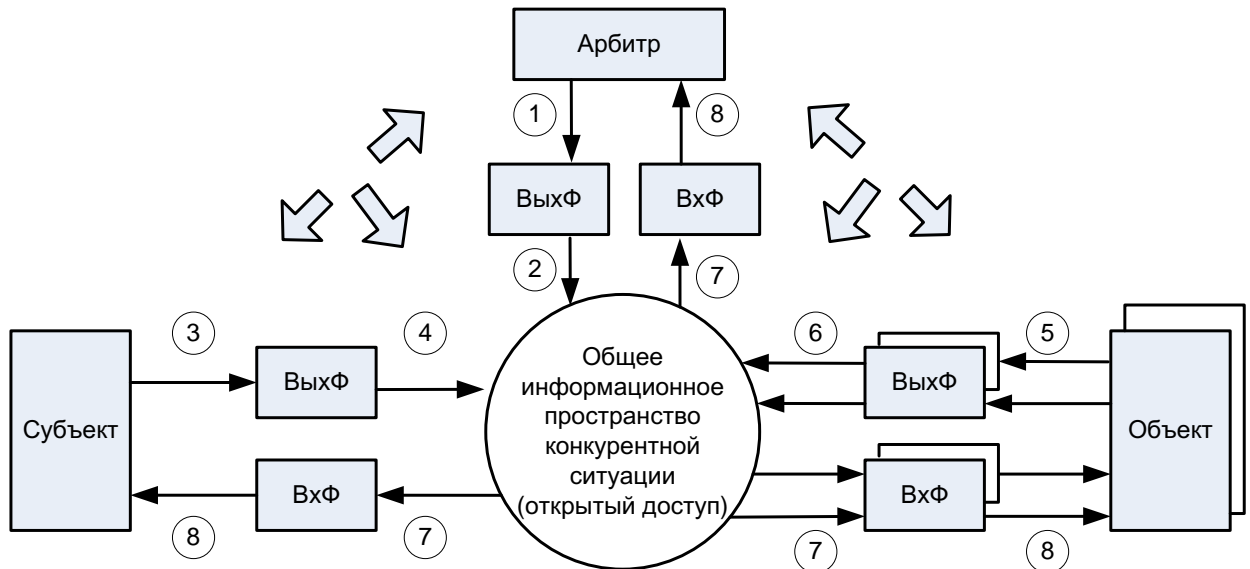 Арбитр
1
8
ВыхФ
ВхФ
2
7
3
4
6
5
Общее
информационное
пространство
конкурентной
ситуации
(открытый доступ)
ВыхФ
ВыхФ
Субъект
Объект
ВхФ
ВхФ
8
7
7
8